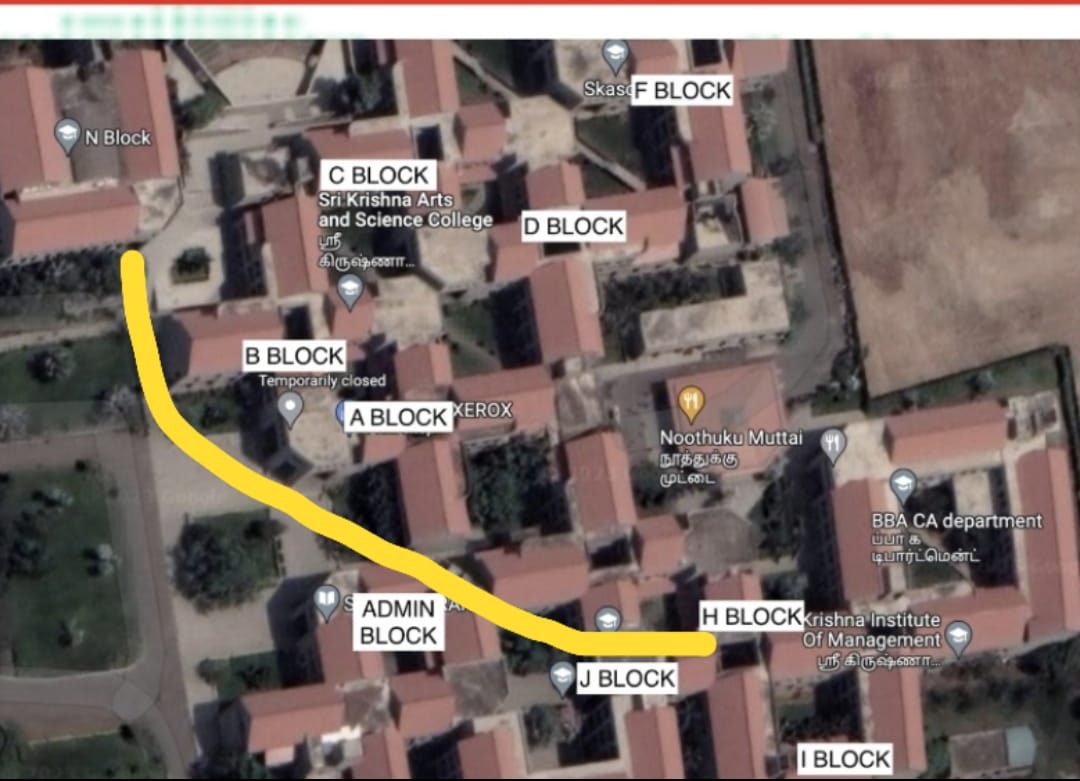 Skasc
F BLOCK
N Block
C BLOCK
Sri Krishna Arts
and Science College
ஸ்ரீ
கிருஷ்ணா...
D BLOCK
B BLOCK
Temporarily closed
A BLOCK
XEROX
Noothuku Muttai
நூத்துக்கு
முட்டை
BBA CA department
ப்பா க
டிபார்ட்மென்ட்
ADMIN
BLOCK
H BLOCK
Krishna Institute
Of Management
ஸ்ரீ கிருஷ்ணா...
J BLOCK
I BLOCK